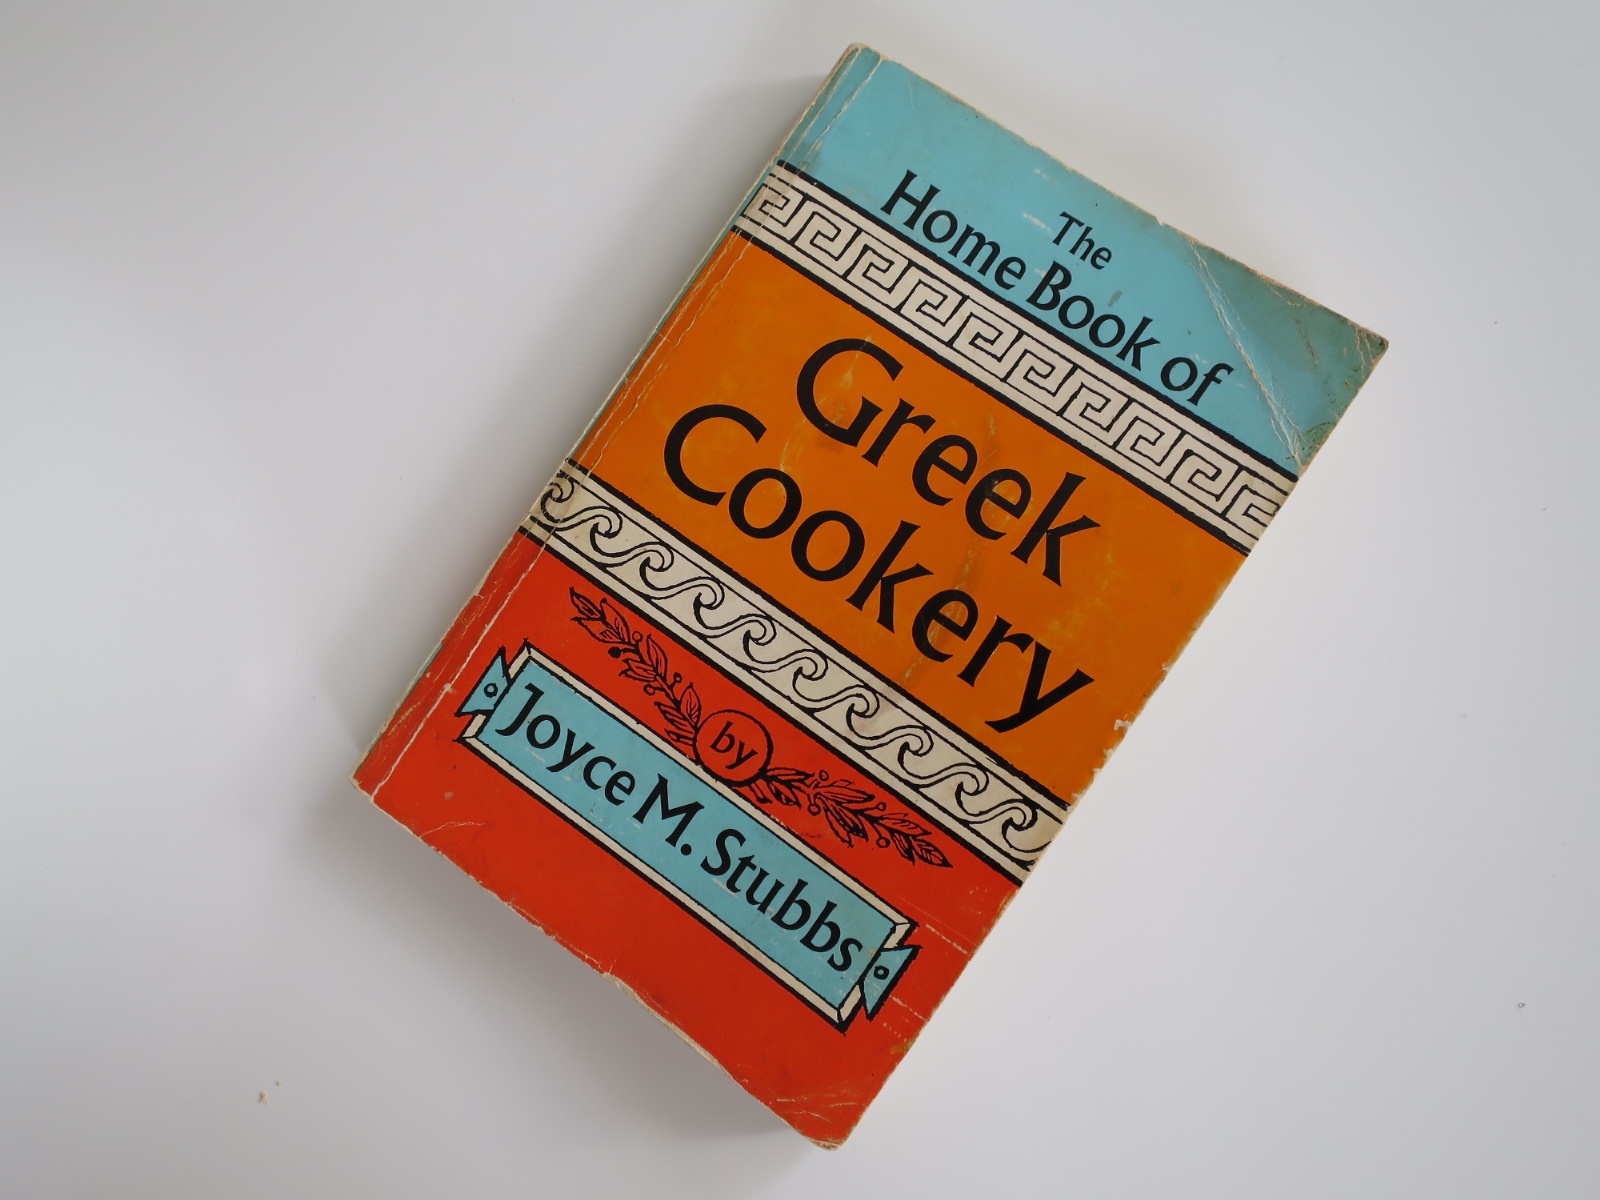 The
Home Book of
Greek
Cookery
by
Joyce M. Stubbs